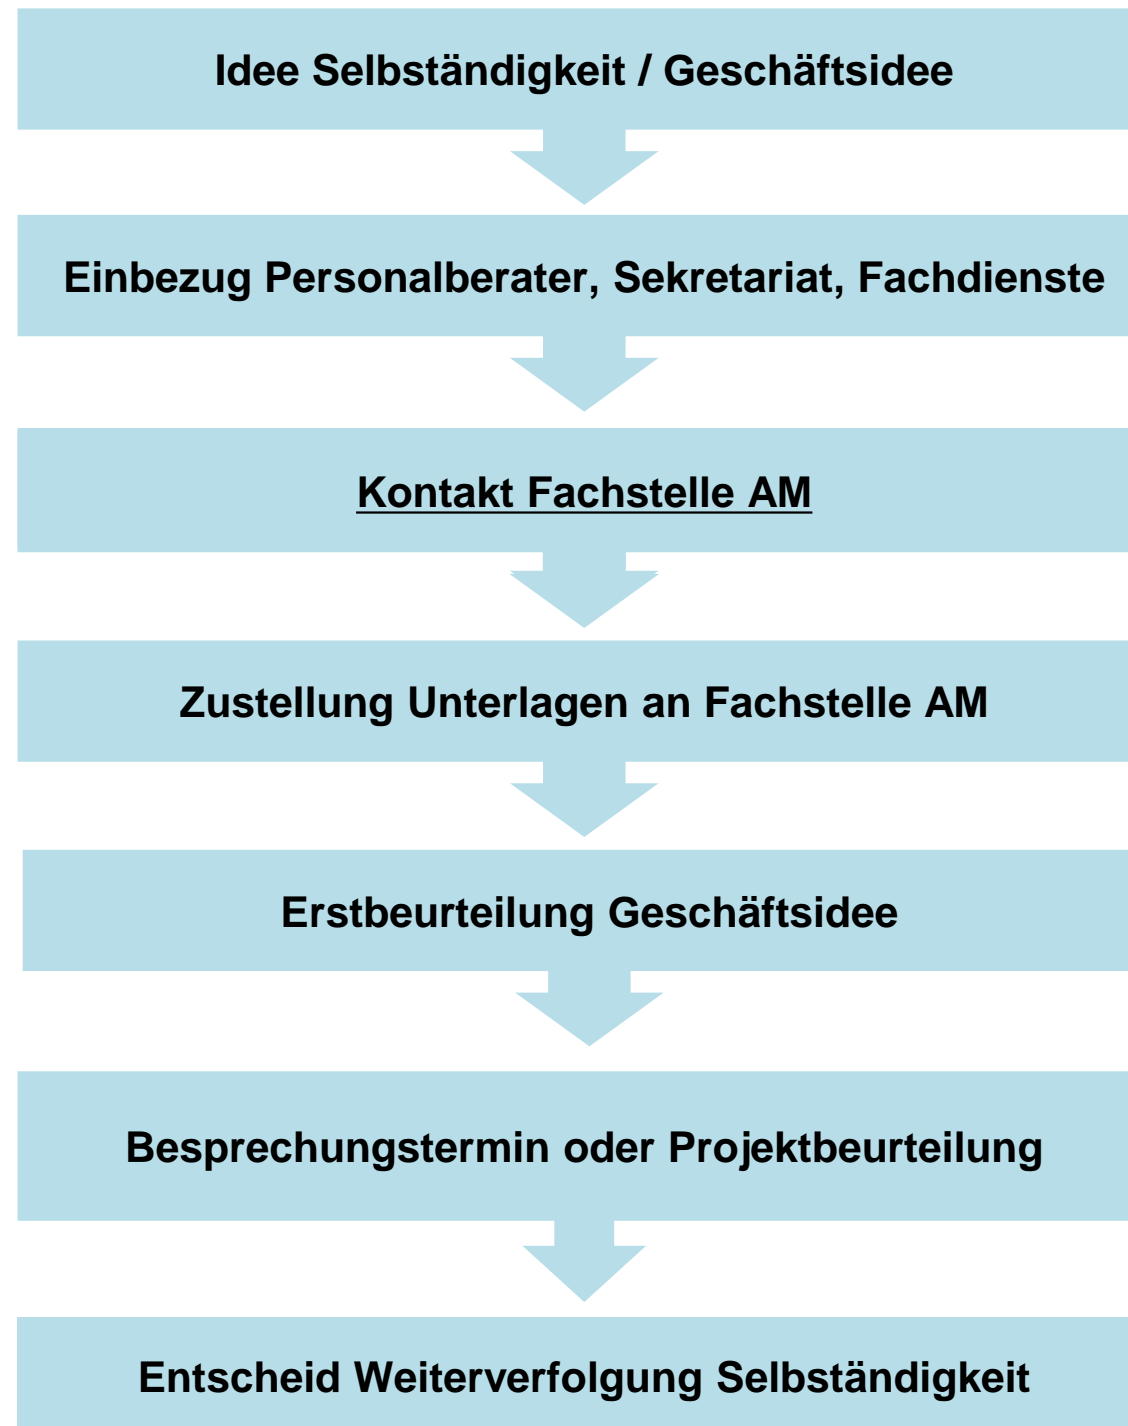 Idee Selbständigkeit / Geschäftsidee
Einbezug Personalberater, Sekretariat, Fachdienste
Kontakt Fachstelle AM
Zustellung Unterlagen an Fachstelle AM
Erstbeurteilung Geschäftsidee
Besprechungstermin oder Projektbeurteilung
Entscheid Weiterverfolgung Selbständigkeit